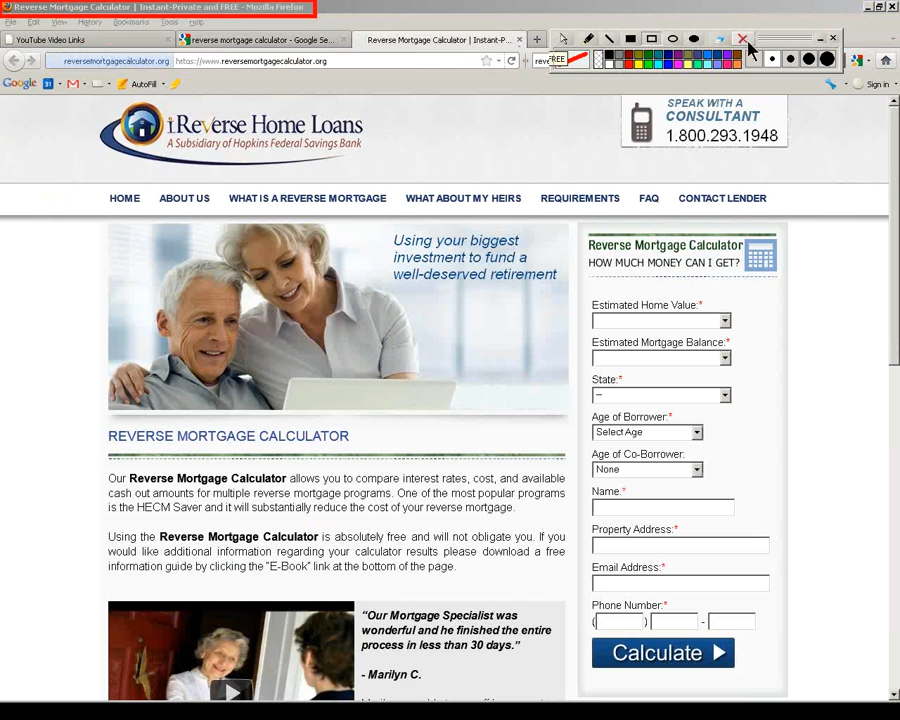 Reverse Mortgage Calculator | Instant-Private and FREE - Mozilla Firefox
File Edit View History Bookmarks Tools Help
YouTube Video Links
reverse mortgage calculator - Google Se...
Reverse Mortgage Calculator | Instant-P...
reversemortgagecalculator.org
https://www.reversemortgagecalculator.org
reve
FREE
Google
AutoFill
Sign in
iReverse Home Loans
A Subsidiary of Hopkins Federal Savings Bank
SPEAK WITH A
CONSULTANT
1.800.293.1948
HOME ABOUT US WHAT IS A REVERSE MORTGAGE WHAT ABOUT MY HEIRS REQUIREMENTS FAQ CONTACT LENDER
Using your biggest
investment to fund a
well-deserved retirement
REVERSE MORTGAGE CALCULATOR
Our Reverse Mortgage Calculator allows you to compare interest rates, cost, and available
cash out amounts for multiple reverse mortgage programs. One of the most popular programs
is the HECM Saver and it will substantially reduce the cost of your reverse mortgage.
Using the Reverse Mortgage Calculator is absolutely free and will not obligate you. If you
would like additional information regarding your calculator results please download a free
information guide by clicking the "E-Book" link at the bottom of the page.
"Our Mortgage Specialist was
wonderful and he finished the entire
process in less than 30 days."
- Marilyn C.
Reverse Mortgage Calculator
HOW MUCH MONEY CAN I GET?
Estimated Home Value:*
Estimated Mortgage Balance:*
State:*
--
Age of Borrower:*
Select Age
Age of Co-Borrower:
None
Name:*
Property Address:*
Email Address:*
Phone Number:*
( ) -
Calculate